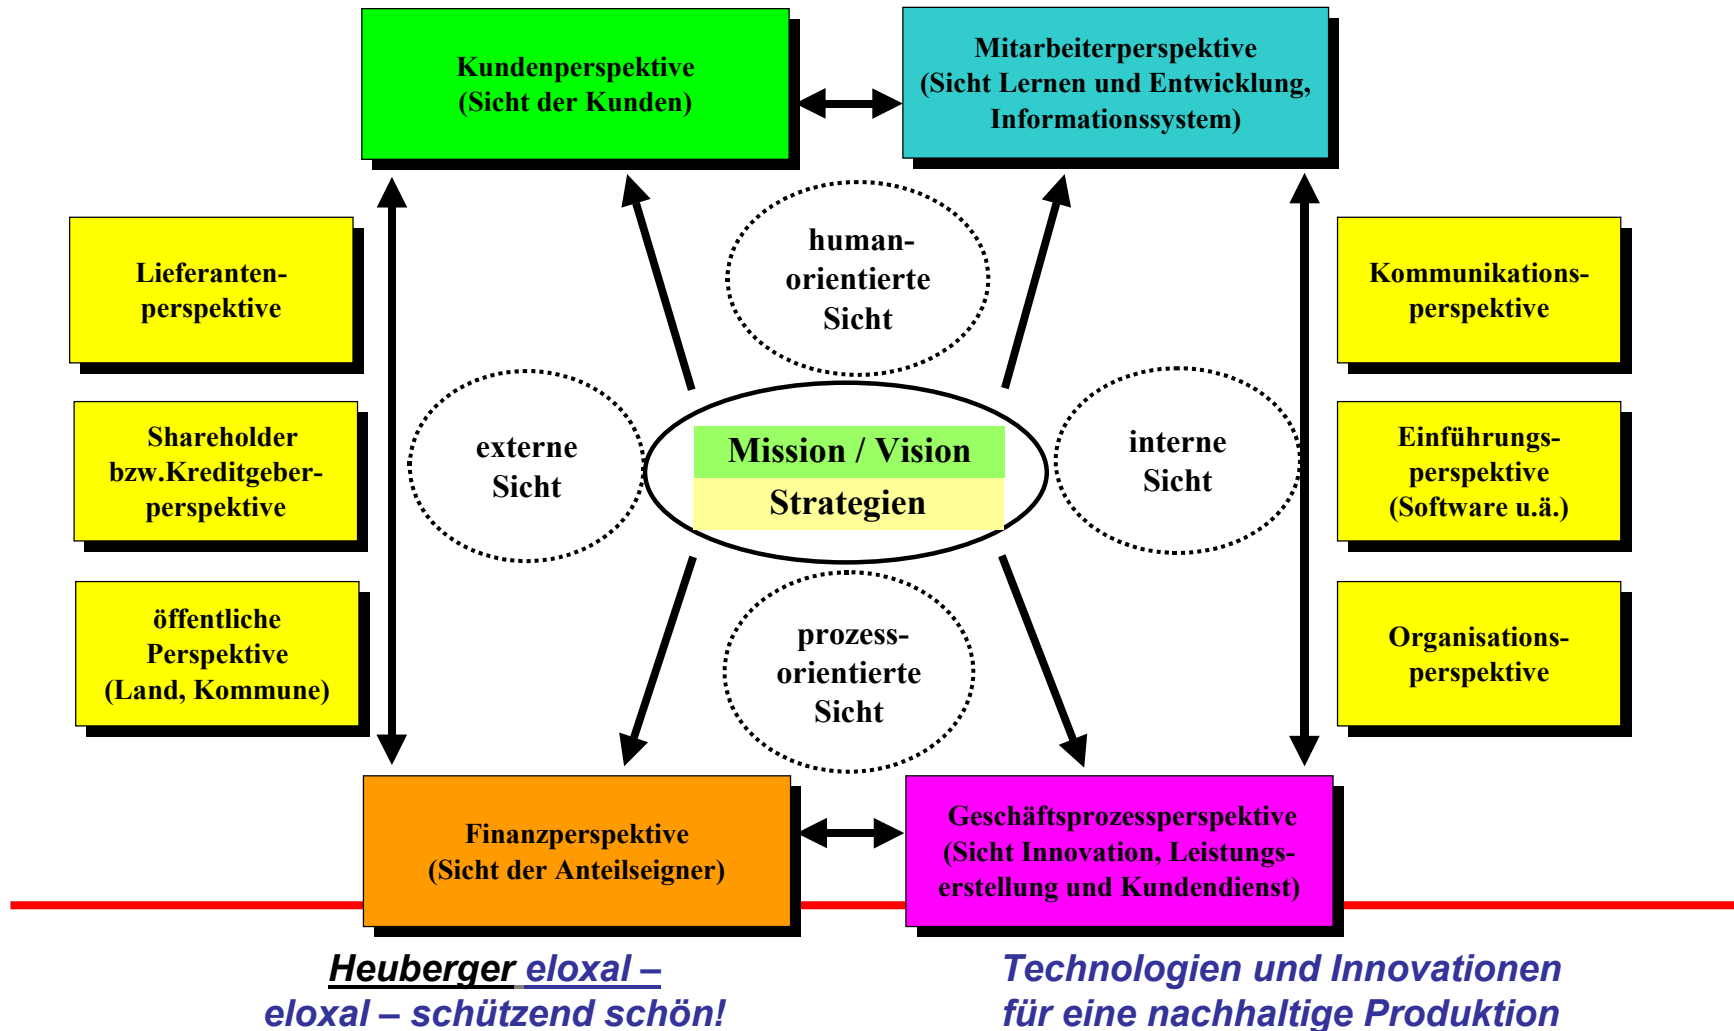 Kundenperspektive
(Sicht der Kunden)
Mitarbeiterperspektive
(Sicht Lernen und Entwicklung,
Informationssystem)
Lieferanten-
perspektive
Shareholder
bzw.Kreditgeber-
perspektive
öffentliche
Perspektive
(Land, Kommune)
externe
Sicht
human-
orientierte
Sicht
Mission / Vision
Strategien
prozess-
orientierte
Sicht
interne
Sicht
Kommunikations-
perspektive
Einführungs-
perspektive
(Software u.ä.)
Organisations-
perspektive
Finanzperspektive
(Sicht der Anteilseigner)
Geschäftsprozessperspektive
(Sicht Innovation, Leistungs-
erstellung und Kundendienst)
Heuberger eloxal –
eloxal – schützend schön!
Technologien und Innovationen
für eine nachhaltige Produktion